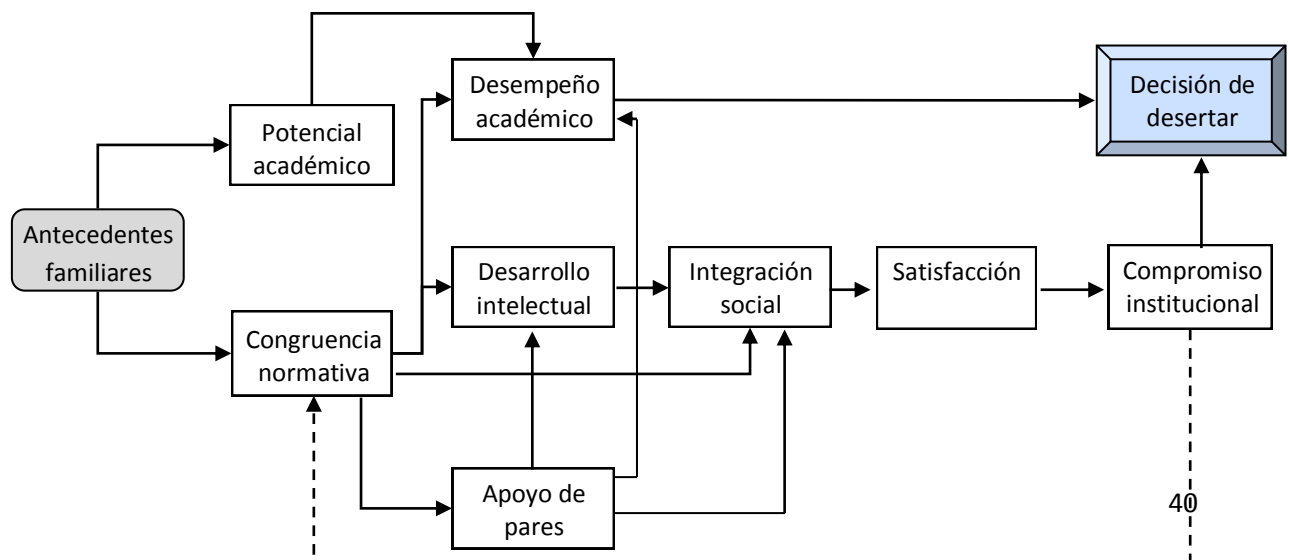 Desempeño
académico
Decisión de
desertar
Potencial
académico
Antecedentes
familiares
Desarrollo
intelectual
Integración
social
Satisfacción
Compromiso
institucional
Congruencia
normativa
Apoyo de
pares
40